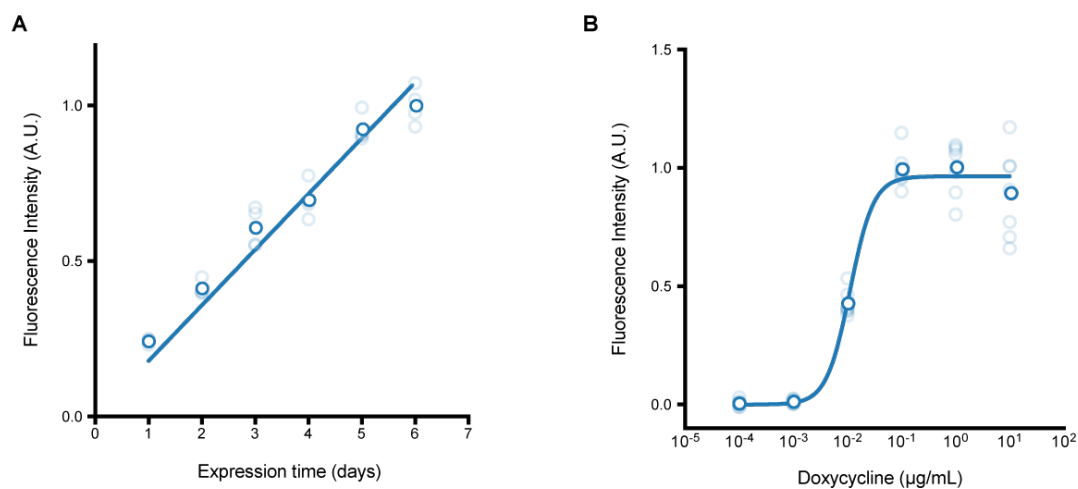 A
Fluorescence Intensity (A.U.)
1.0
0.5
0.0
0 1 2 3 4 5 6 7
Expression time (days)
B
Fluorescence Intensity (A.U.)
1.5
1.0
0.5
0.0
10⁻⁵ 10⁻⁴ 10⁻³ 10⁻² 10⁻¹ 10⁰ 10¹ 10²
Doxycycline (µg/mL)